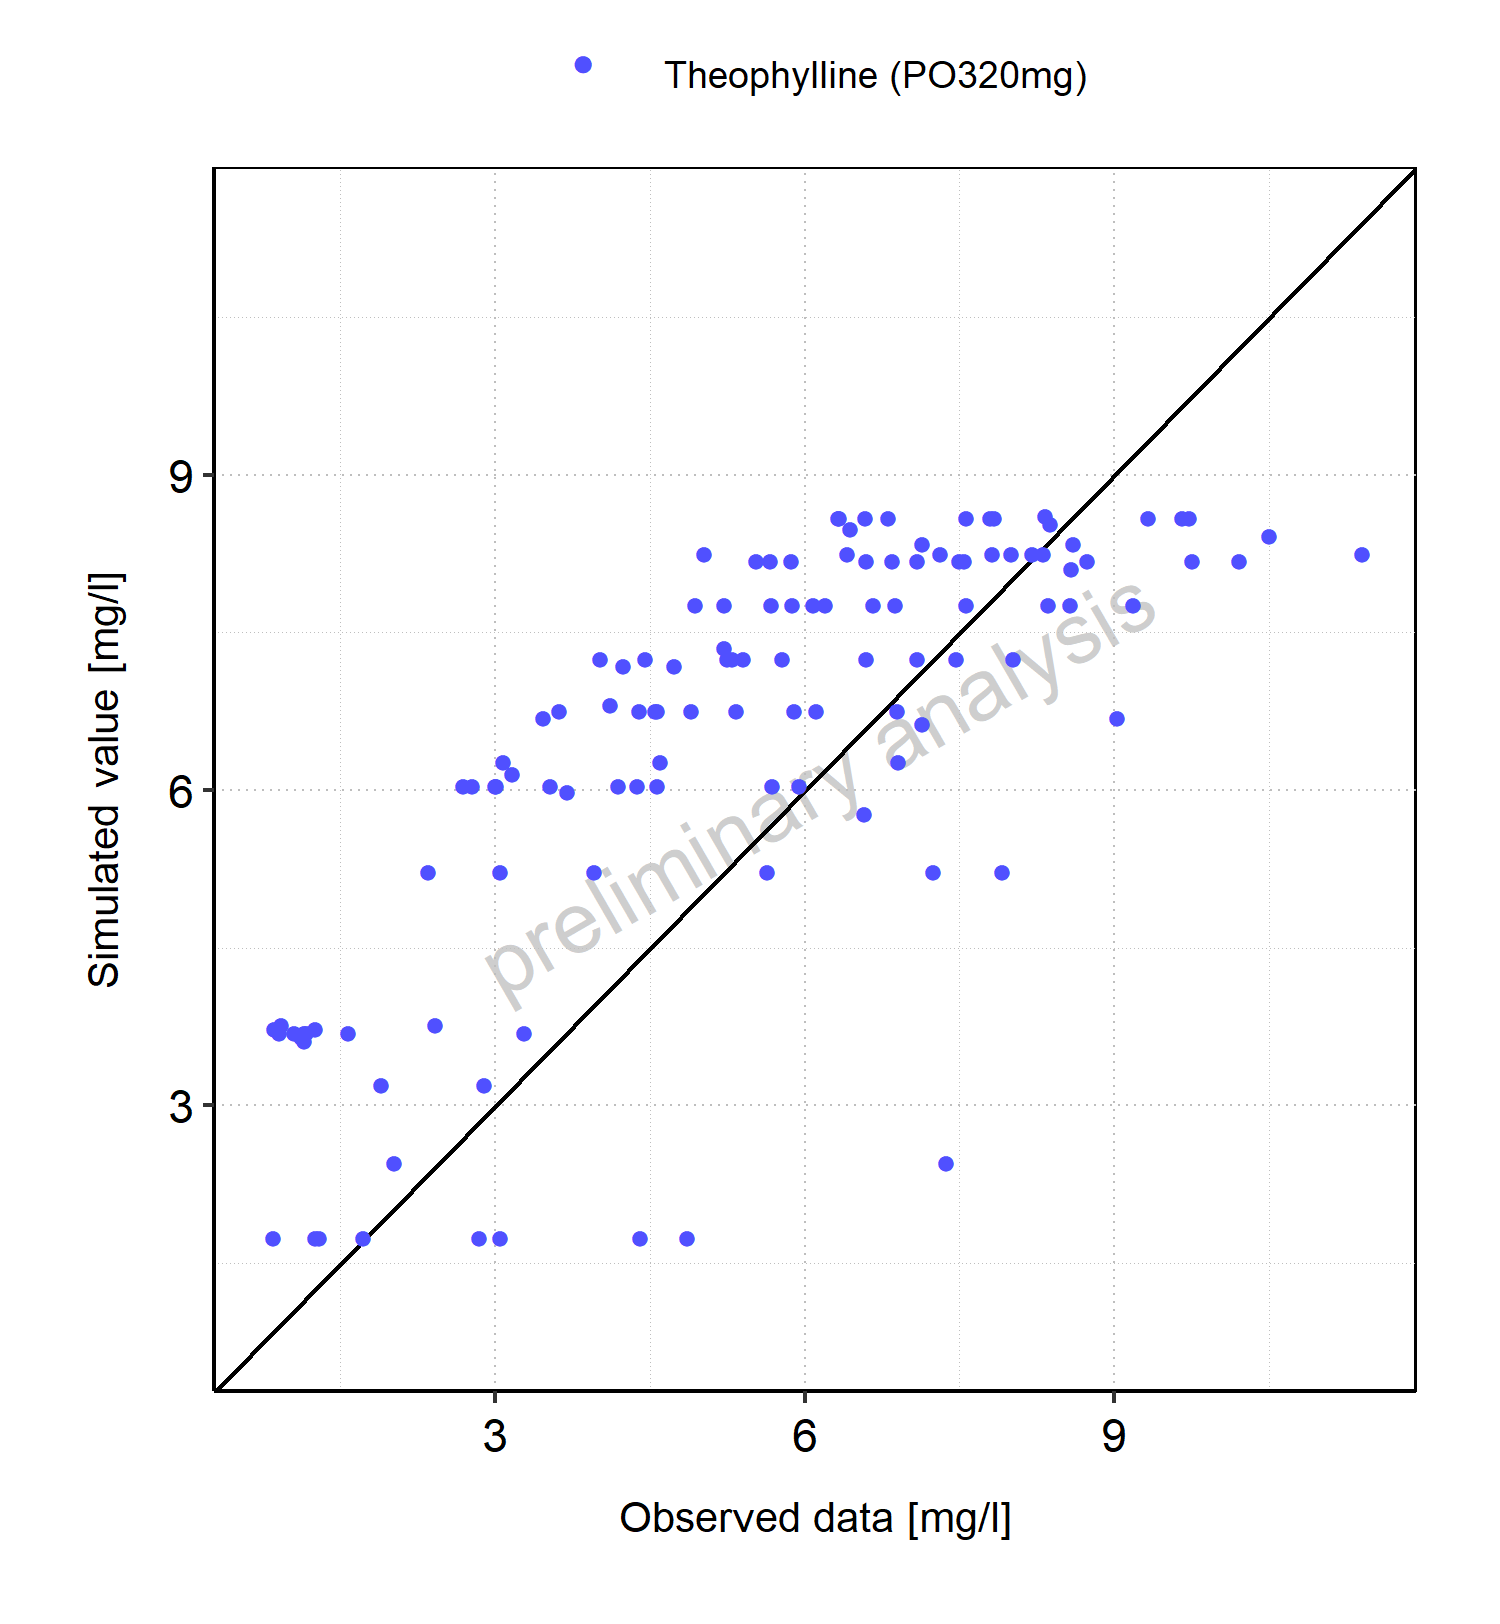 Theophylline (PO320mg)
9
6
3
Simulated value [mg/l]
preliminary analysis
3 6 9
Observed data [mg/l]